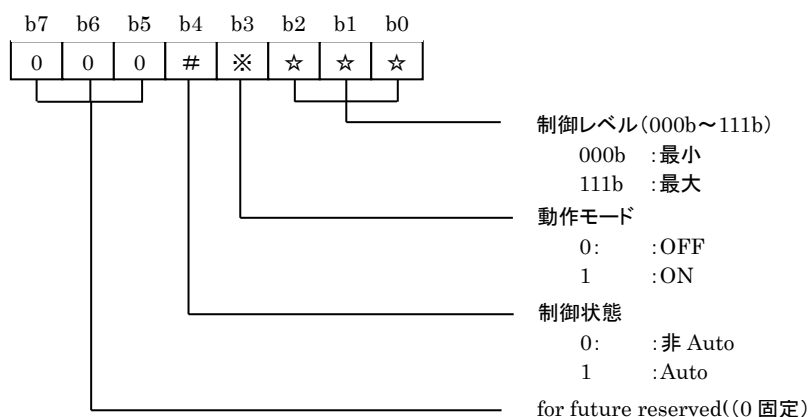 b7 b6 b5 b4 b3 b2 b1 b0
0 0 0 # ※ ☆ ☆ ☆
制御レベル(000b~111b)
000b :最小
111b :最大
動作モード
0: :OFF
1 :ON
制御状態
0: :非 Auto
1 :Auto
for future reserved((0 固定)